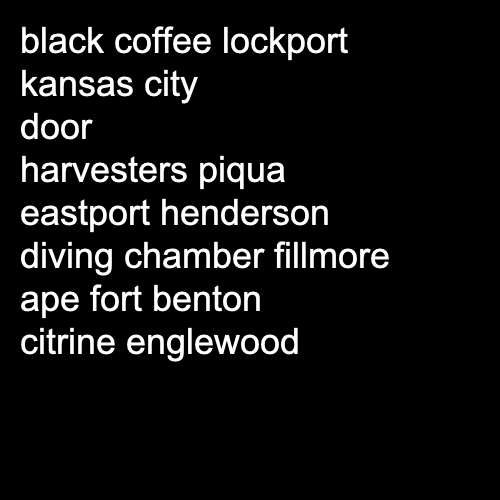 black coffee lockport
kansas city
door
harvesters piqua
eastport henderson
diving chamber fillmore
ape fort benton
citrine englewood